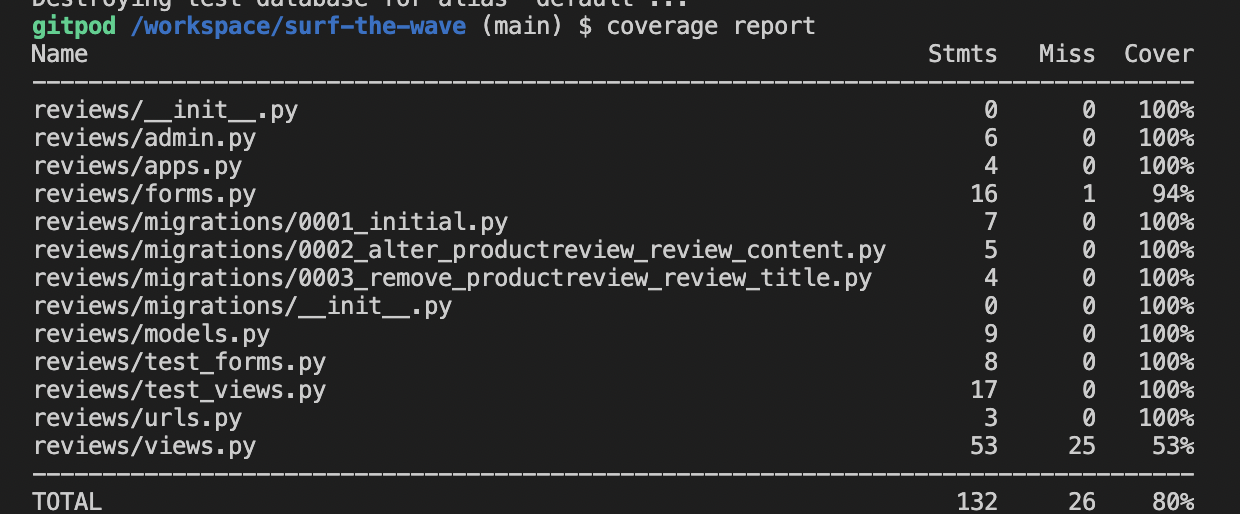 Destroying test database for alias 'default'...
gitpod /workspace/surf-the-wave (main) $ coverage report
Name Stmts Miss Cover
reviews/__init__.py 0 0 100%
reviews/admin.py 6 0 100%
reviews/apps.py 4 0 100%
reviews/forms.py 16 1 94%
reviews/migrations/0001_initial.py 7 0 100%
reviews/migrations/0002_alter_productreview_review_content.py 5 0 100%
reviews/migrations/0003_remove_productreview_review_title.py 4 0 100%
reviews/migrations/__init__.py 0 0 100%
reviews/models.py 9 0 100%
reviews/test_forms.py 8 0 100%
reviews/test_views.py 17 0 100%
reviews/urls.py 3 0 100%
reviews/views.py 53 25 53%
TOTAL 132 26 80%